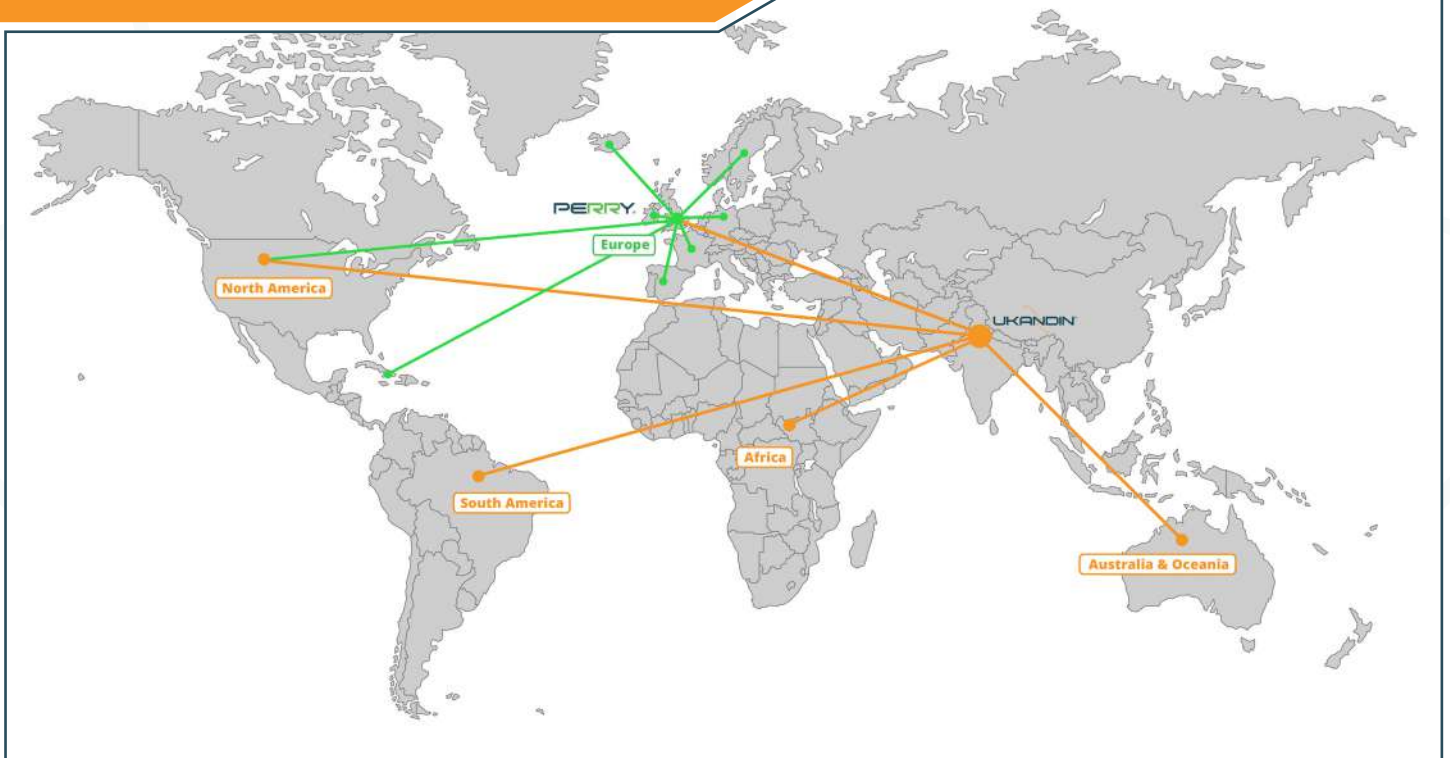 PERRY.
Europe
North America
UKANDIN
Africa
South America
Australia & Oceania